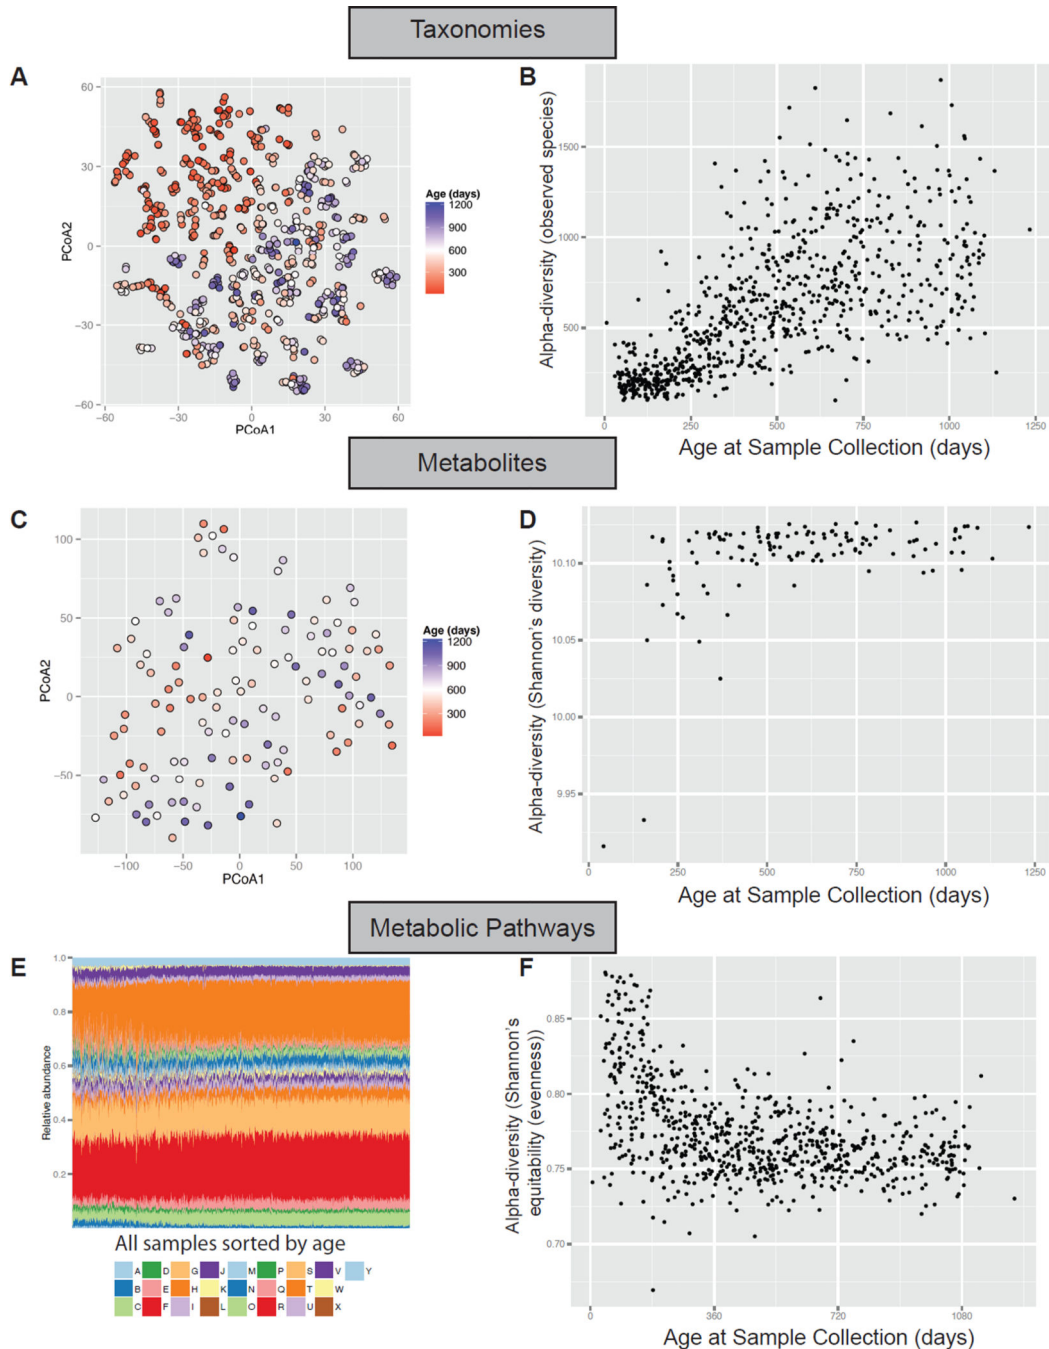 Taxonomies
A
60
30
0
−30
−60
−60
−30
0
30
60
PCoA2
PCoA1
Age (days)
1200
900
600
300
B
1500
1000
500
0
250
500
750
1000
1250
Alpha-diversity (observed species)
Age at Sample Collection (days)
Metabolites
C
100
50
0
−50
−100
−50
0
50
100
PCoA2
PCoA1
Age (days)
1200
900
600
300
D
10.10
10.05
10.00
9.95
0
250
500
750
1000
1250
Alpha-diversity (Shannon's diversity)
Age at Sample Collection (days)
Metabolic Pathways
E
1.0
0.8
0.6
0.4
0.2
Relative abundance
All samples sorted by age
A D G J M P S V Y
B E H K N Q T W
C F I L O R U X
F
0.85
0.80
0.75
0.70
0
360
720
1080
Alpha-diversity (Shannon's
equitability (evenness))
Age at Sample Collection (days)